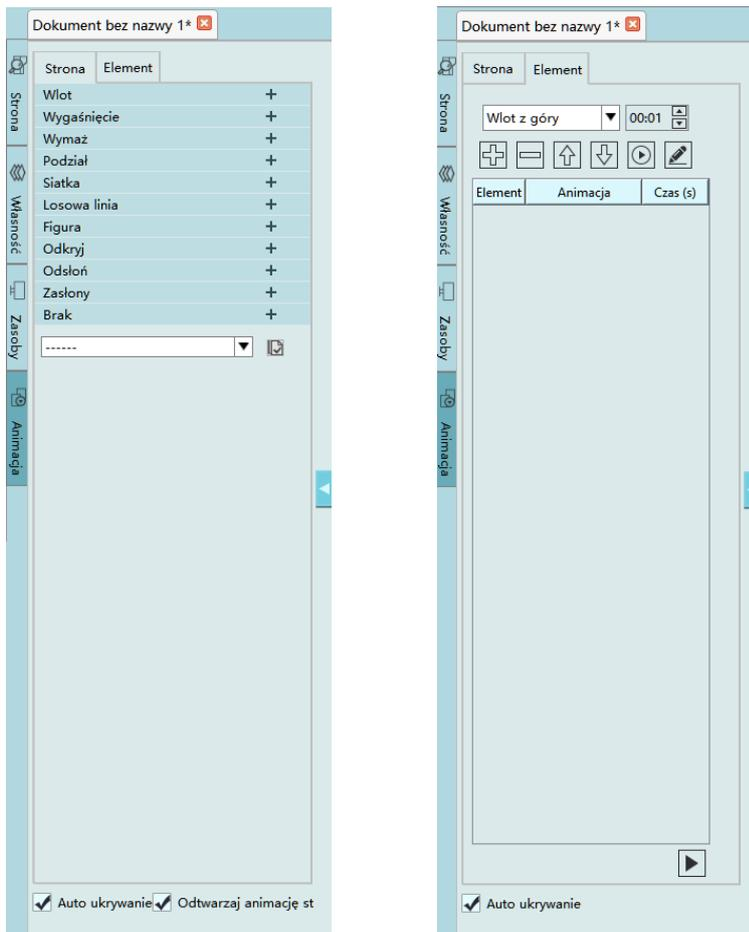 Dokument bez nazwy 1*
Strona
Własność
Zasoby
Animacja
Strona Element
Wlot
Wygaśnięcie
Wymaż
Podział
Siatka
Losowa linia
Figura
Odkryj
Odsłoń
Zasłony
Brak
------
Auto ukrywanie Odtwarzaj animację st
Dokument bez nazwy 1*
Strona
Własność
Zasoby
Animacja
Strona Element
Wlot z góry 00:01
Element Animacja Czas (s)
Auto ukrywanie